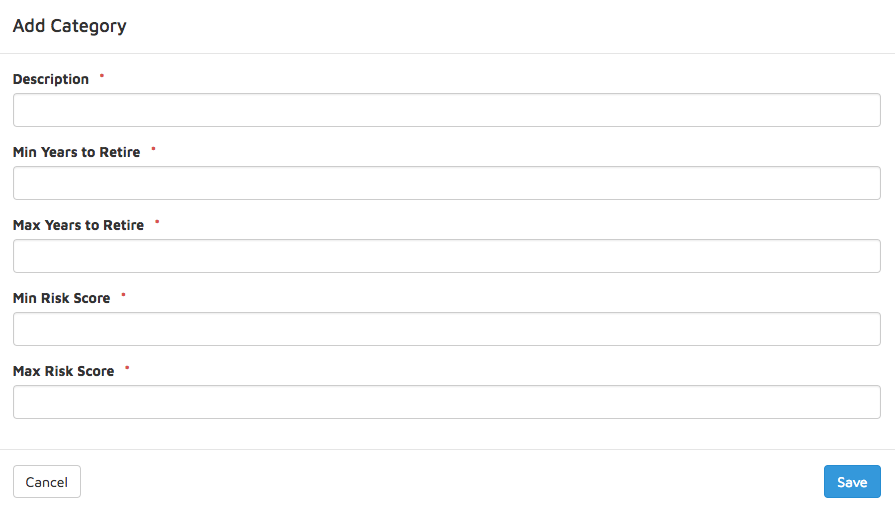 Add Category
Description *
Min Years to Retire *
Max Years to Retire *
Min Risk Score *
Max Risk Score *
Cancel Save